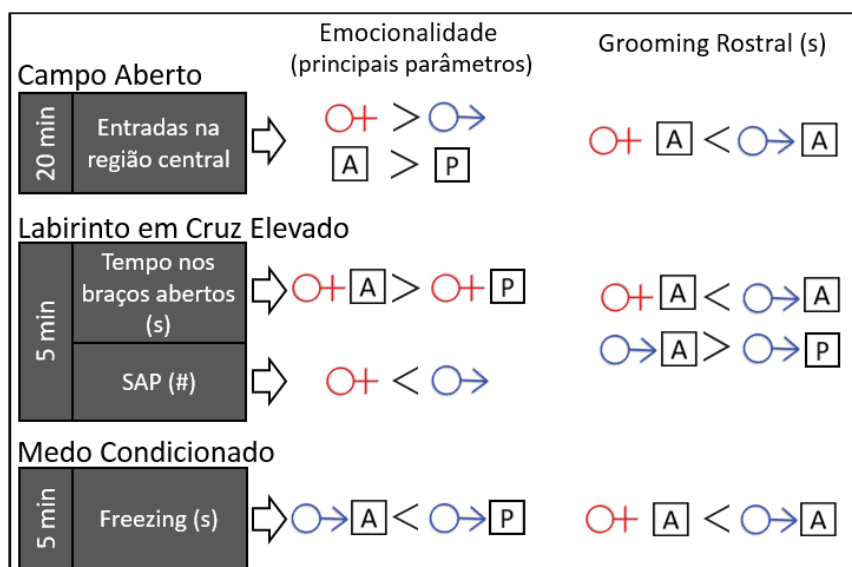 Emocionalidade
(principais parâmetros)
Grooming Rostral (s)
Campo Aberto
20 min
Entradas na
região central
>
A > P
A < A
Labirinto em Cruz Elevado
5 min
Tempo nos
braços abertos
(s)
A > P
A < A
A > P
SAP (#)
<
Medo Condicionado
5 min
Freezing (s)
A < P
A < A